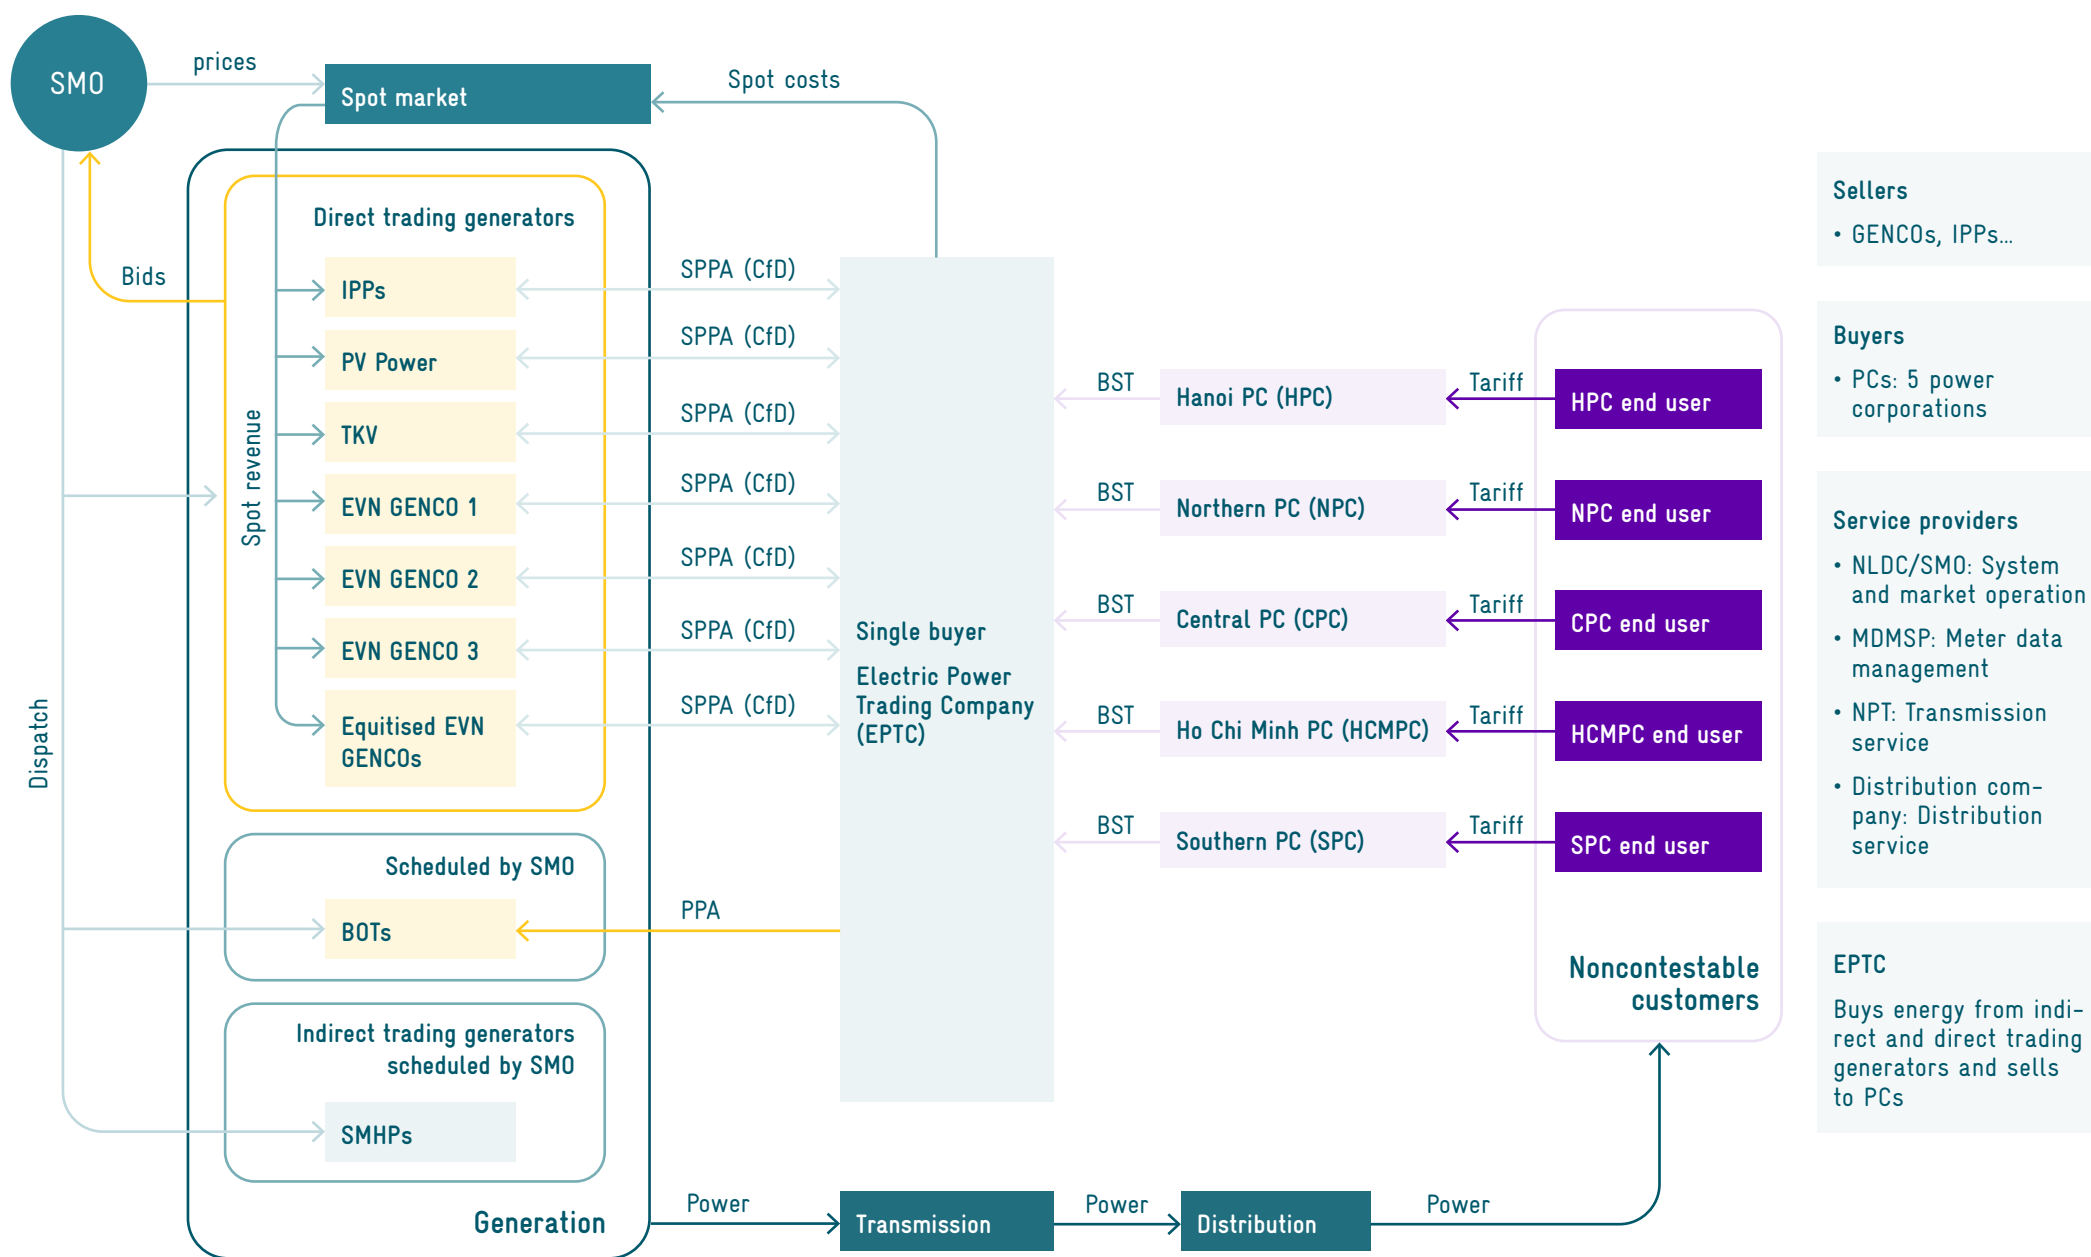 SMO
prices
Spot market
Spot costs
Bids
Dispatch
Spot revenue
Direct trading generators
IPPs
PV Power
TKV
EVN GENCO 1
EVN GENCO 2
EVN GENCO 3
Equitised EVN
GENCOs
SPPA (CfD)
SPPA (CfD)
SPPA (CfD)
SPPA (CfD)
SPPA (CfD)
SPPA (CfD)
SPPA (CfD)
Scheduled by SMO
BOTs
PPA
Indirect trading generators
scheduled by SMO
SMHPs
Generation
Single buyer
Electric Power
Trading Company
(EPTC)
BST
Hanoi PC (HPC)
Tariff
HPC end user
BST
Northern PC (NPC)
Tariff
NPC end user
BST
Central PC (CPC)
Tariff
CPC end user
BST
Ho Chi Minh PC (HCMPC)
Tariff
HCMPC end user
BST
Southern PC (SPC)
Tariff
SPC end user
Noncontestable
customers
Power
Transmission
Power
Distribution
Power
Sellers
• GENCOs, IPPs...
Buyers
• PCs: 5 power
corporations
Service providers
• NLDC/SMO: System
and market operation
• MDMSP: Meter data
management
• NPT: Transmission
service
• Distribution com-
pany: Distribution
service
EPTC
Buys energy from indi-
rect and direct trading
generators and sells
to PCs